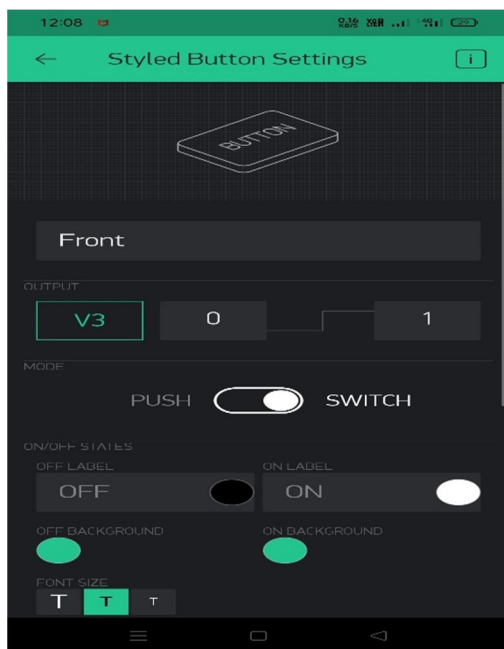 12:08
Styled Button Settings i
BUTTON
Front
OUTPUT
V3 0 1
MODE
PUSH SWITCH
ON/OFF STATES
OFF LABEL ON LABEL
OFF ON
OFF BACKGROUND ON BACKGROUND
FONT SIZE
T T T